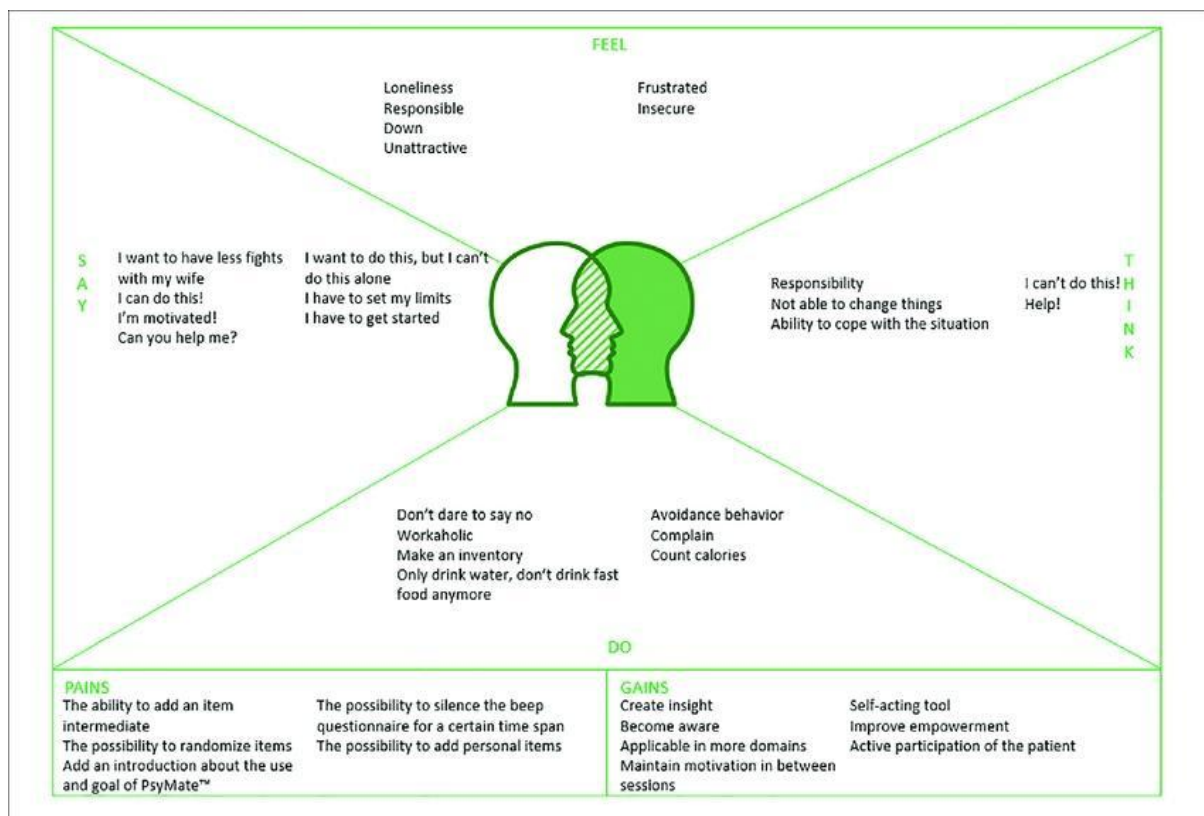 FEEL
Loneliness
Responsible
Down
Unattractive
Frustrated
Insecure
SAY
I want to have less fights
with my wife
I can do this!
I'm motivated!
Can you help me?
I want to do this, but I can't
do this alone
I have to set my limits
I have to get started
THINK
Responsibility
Not able to change things
Ability to cope with the situation
I can't do this!
Help!
Don't dare to say no
Workaholic
Make an inventory
Only drink water, don't drink fast
food anymore
Avoidance behavior
Complain
Count calories
DO
PAINS
The ability to add an item
intermediate
The possibility to randomize items
Add an introduction about the use
and goal of PsyMate™
The possibility to silence the beep
questionnaire for a certain time span
The possibility to add personal items
GAINS
Create insight
Become aware
Applicable in more domains
Maintain motivation in between
sessions
Self-acting tool
Improve empowerment
Active participation of the patient